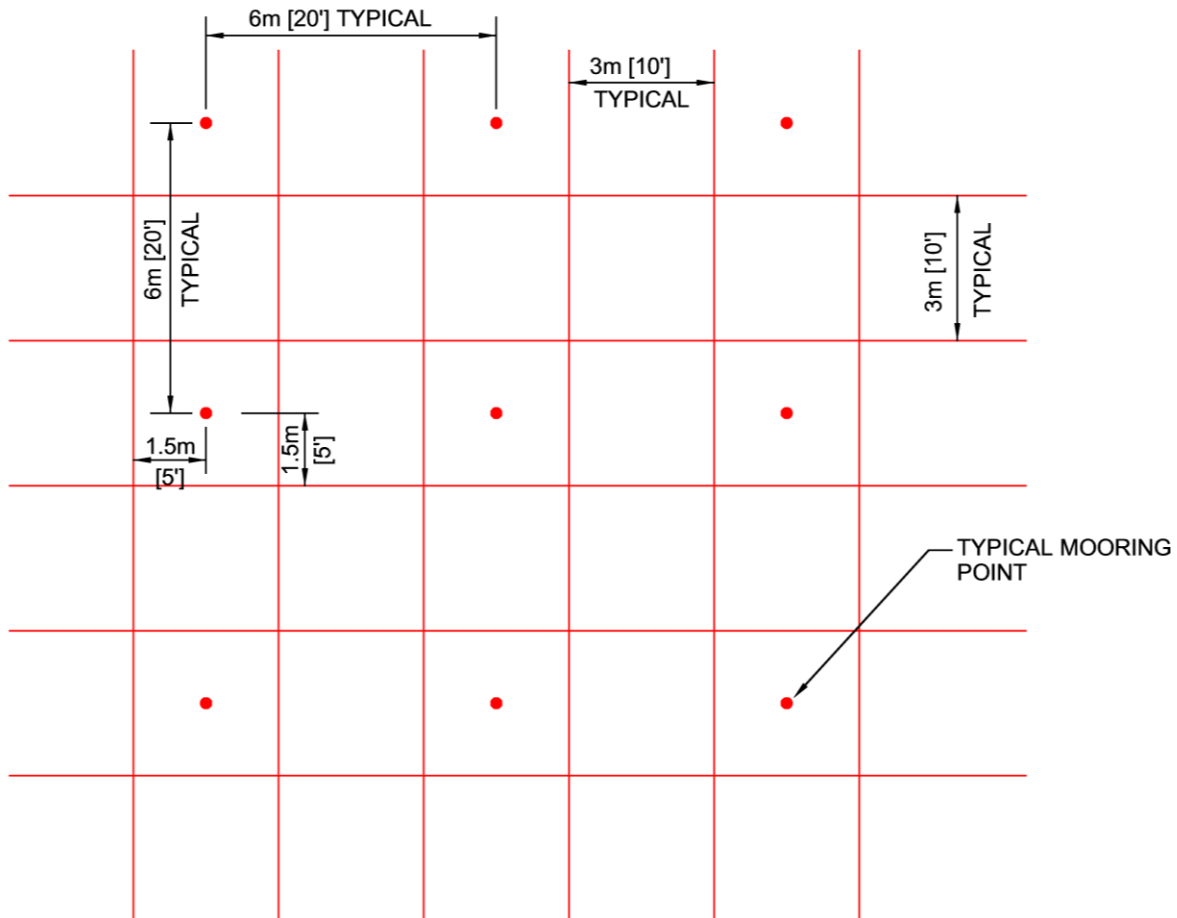 6m [20'] TYPICAL
3m [10']
TYPICAL
6m [20']
TYPICAL
3m [10']
TYPICAL
1.5m
[5']
1.5m
[5']
TYPICAL MOORING
POINT